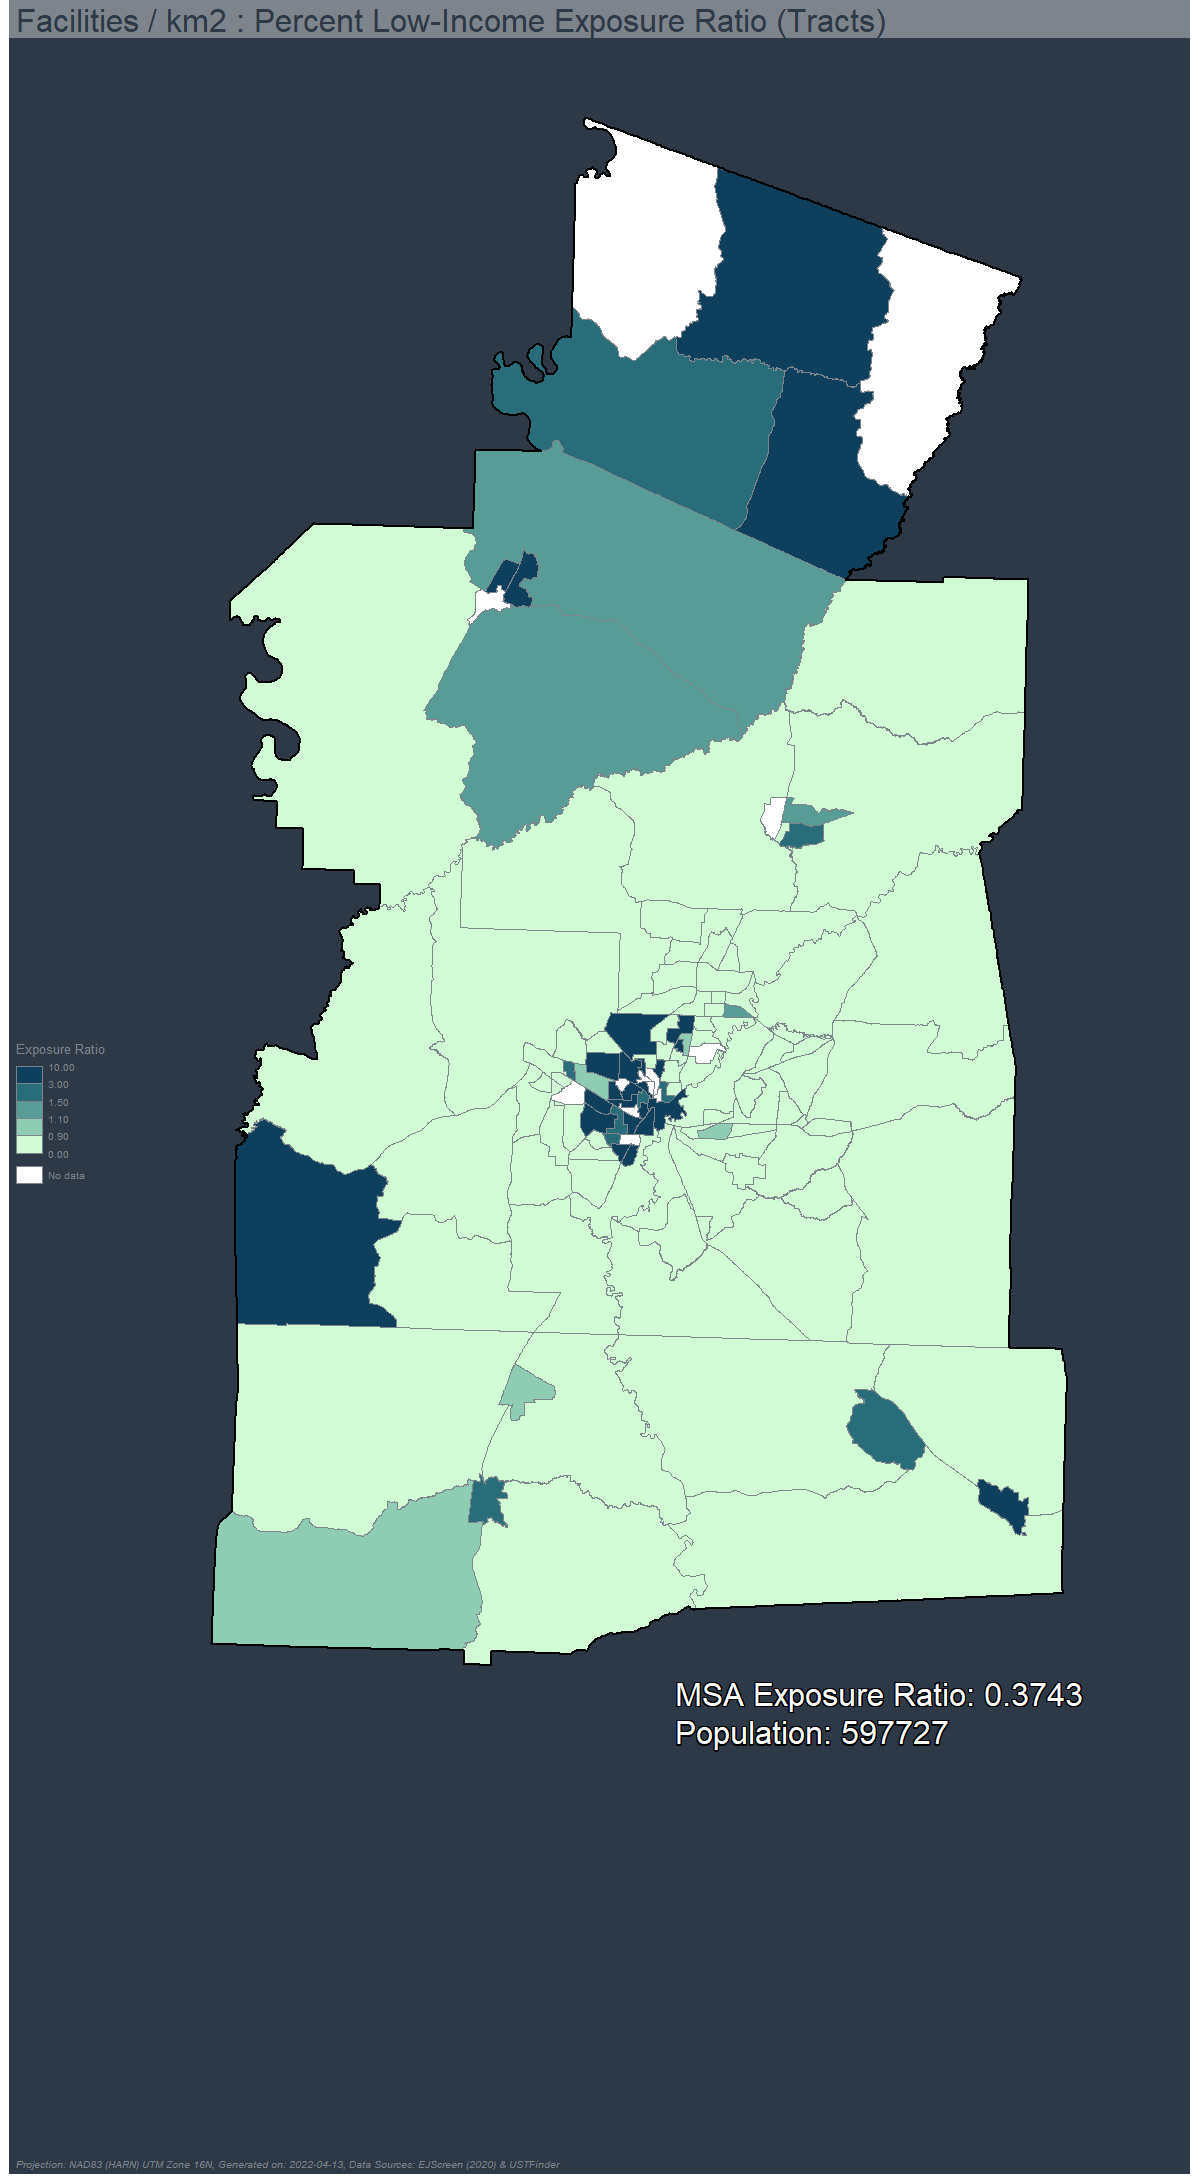 Facilities / km2 : Percent Low-Income Exposure Ratio (Tracts)
Exposure Ratio
10.00
3.00
1.50
1.10
0.90
0.00
No data
MSA Exposure Ratio: 0.3743
Population: 597727
Projection: NAD83 (HARN) UTM Zone 16N, Generated on: 2022-04-13, Data Sources: EJScreen (2020) & USTFinder